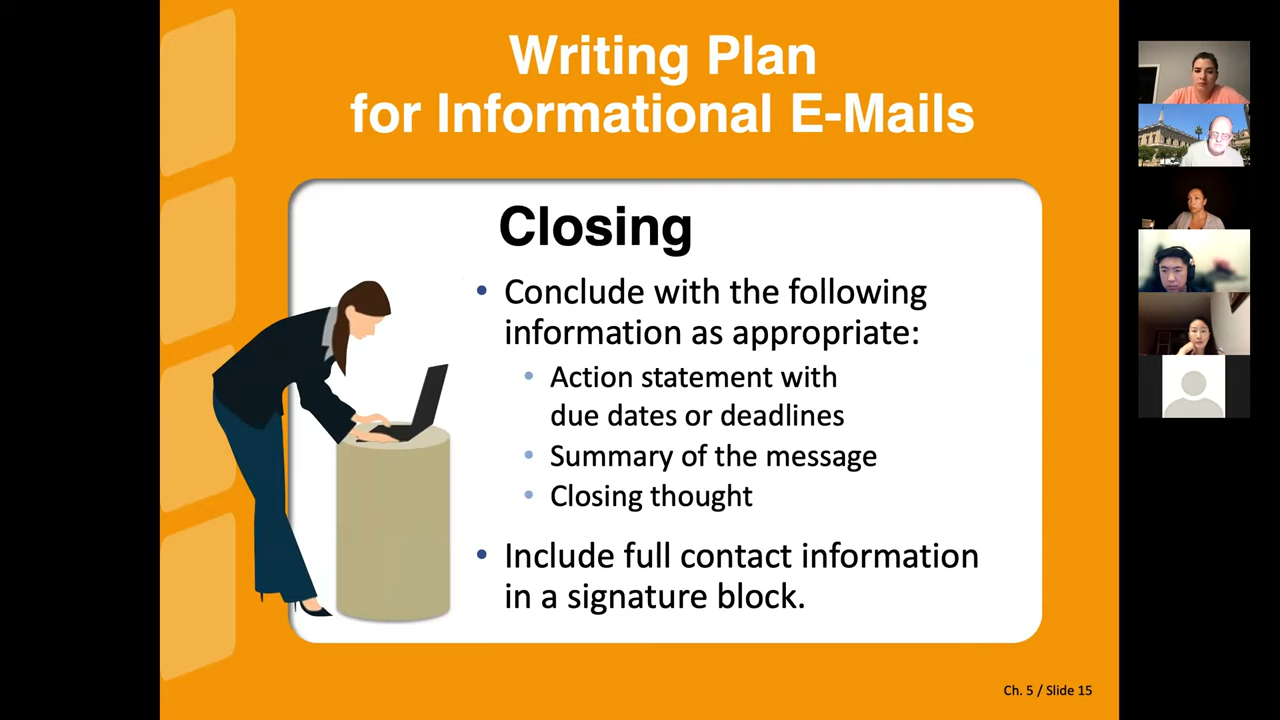 Writing Plan
for Informational E-Mails
Closing
• Conclude with the following
information as appropriate:
• Action statement with
due dates or deadlines
• Summary of the message
• Closing thought
• Include full contact information
in a signature block.
Ch. 5 / Slide 15